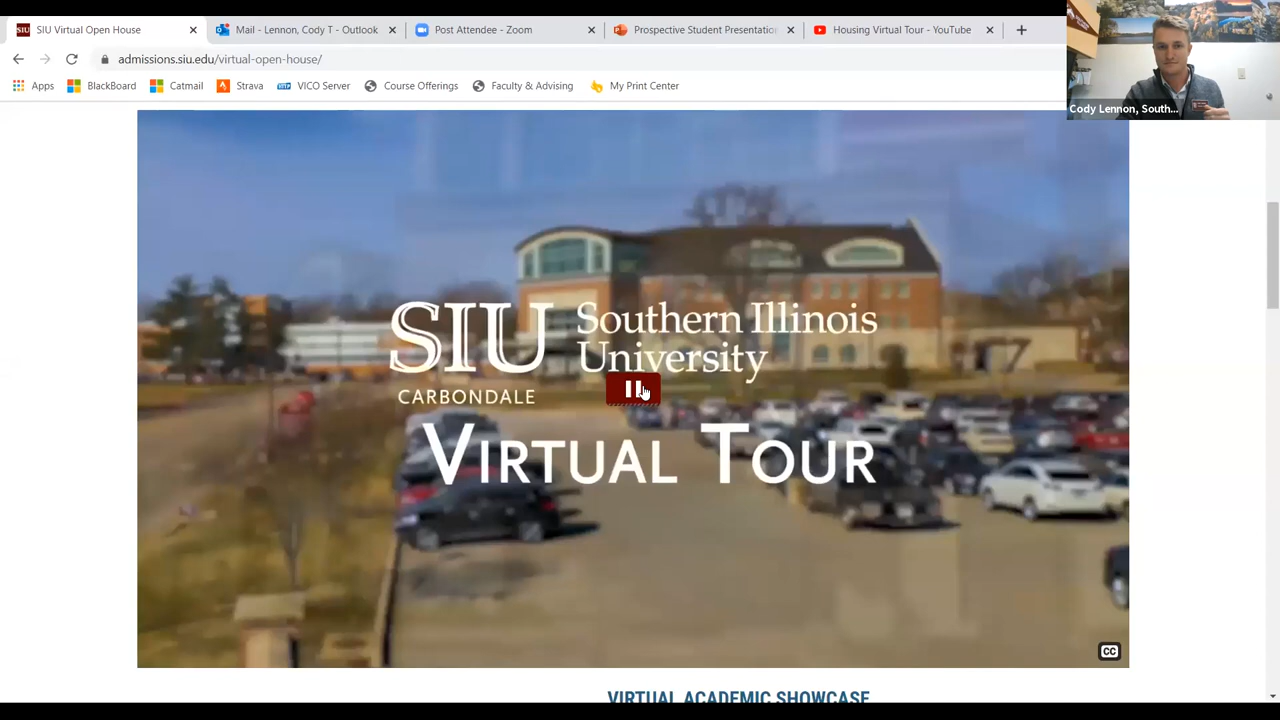 SIU
SIU Virtual Open House
Mail - Lennon, Cody T - Outlook
Post Attendee - Zoom
Prospective Student Presentation
Housing Virtual Tour - YouTube
admissions.siu.edu/virtual-open-house/
Apps
BlackBoard
Catmail
Strava
VICO Server
Course Offerings
Faculty & Advising
My Print Center
Cody Lennon, South...
SIU Southern Illinois
University
CARBONDALE
VIRTUAL TOUR
CC
VIRTUAL ACADEMIC SHOWCASE